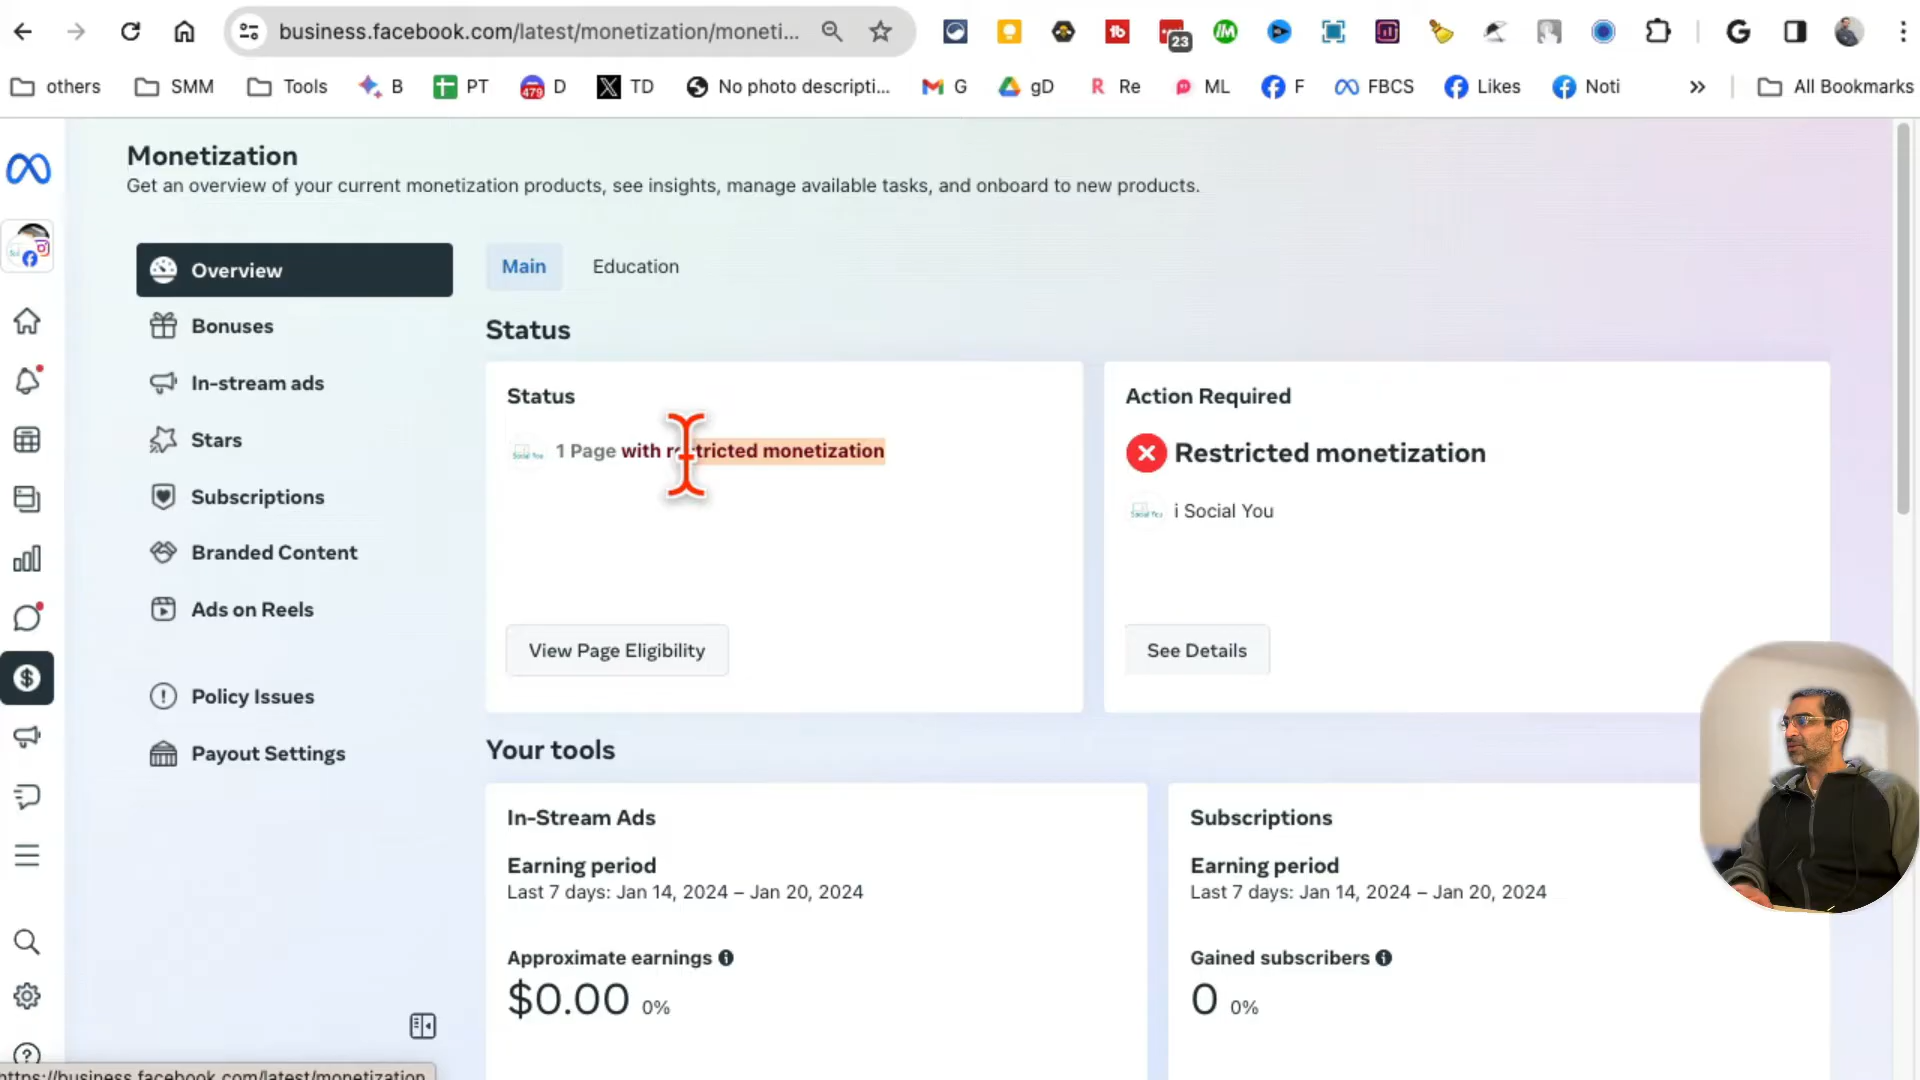 business.facebook.com/latest/monetization/moneti...
23
others SMM Tools B PT 479 D TD No photo descripti... G gD R Re ML F FBCS Likes Noti » All Bookmarks
Monetization
Get an overview of your current monetization products, see insights, manage available tasks, and onboard to new products.
Overview
Bonuses
In-stream ads
Stars
Subscriptions
Branded Content
Ads on Reels
Policy Issues
Payout Settings
Main Education
Status
Status
1 Page with restricted monetization
View Page Eligibility
Action Required
Restricted monetization
i Social You
See Details
Your tools
In-Stream Ads
Earning period
Last 7 days: Jan 14, 2024 – Jan 20, 2024
Approximate earnings
$0.00 0%
Subscriptions
Earning period
Last 7 days: Jan 14, 2024 – Jan 20, 2024
Gained subscribers
0 0%
https://business.facebook.com/latest/monetization